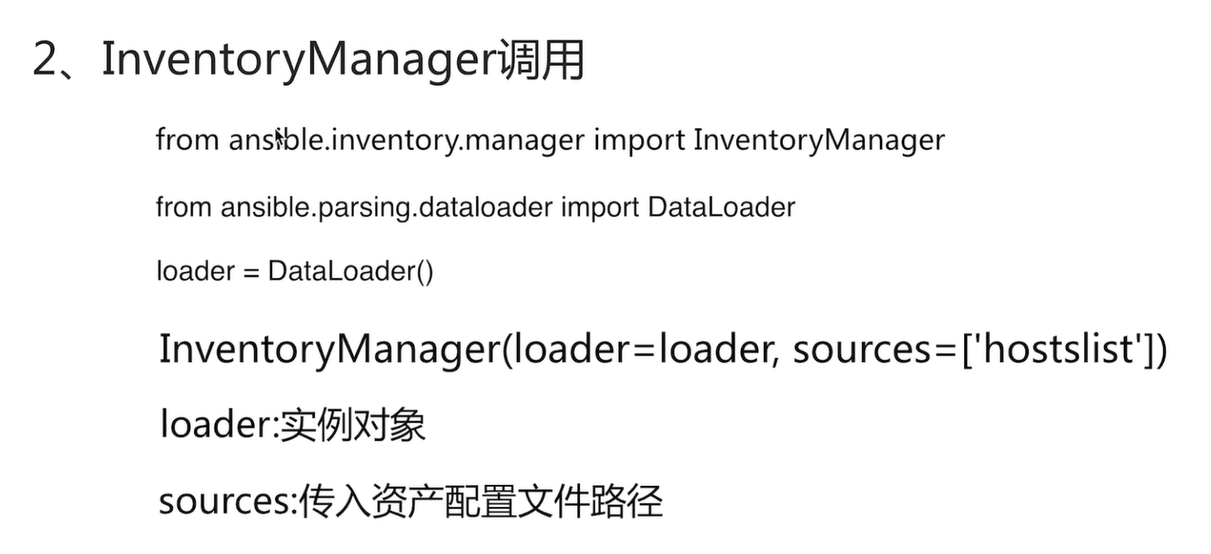 2、InventoryManager调用
from ansible.inventory.manager import InventoryManager
from ansible.parsing.dataloader import DataLoader
loader = DataLoader()
InventoryManager(loader=loader, sources=['hostslist'])
loader:实例对象
sources:传入资产配置文件路径